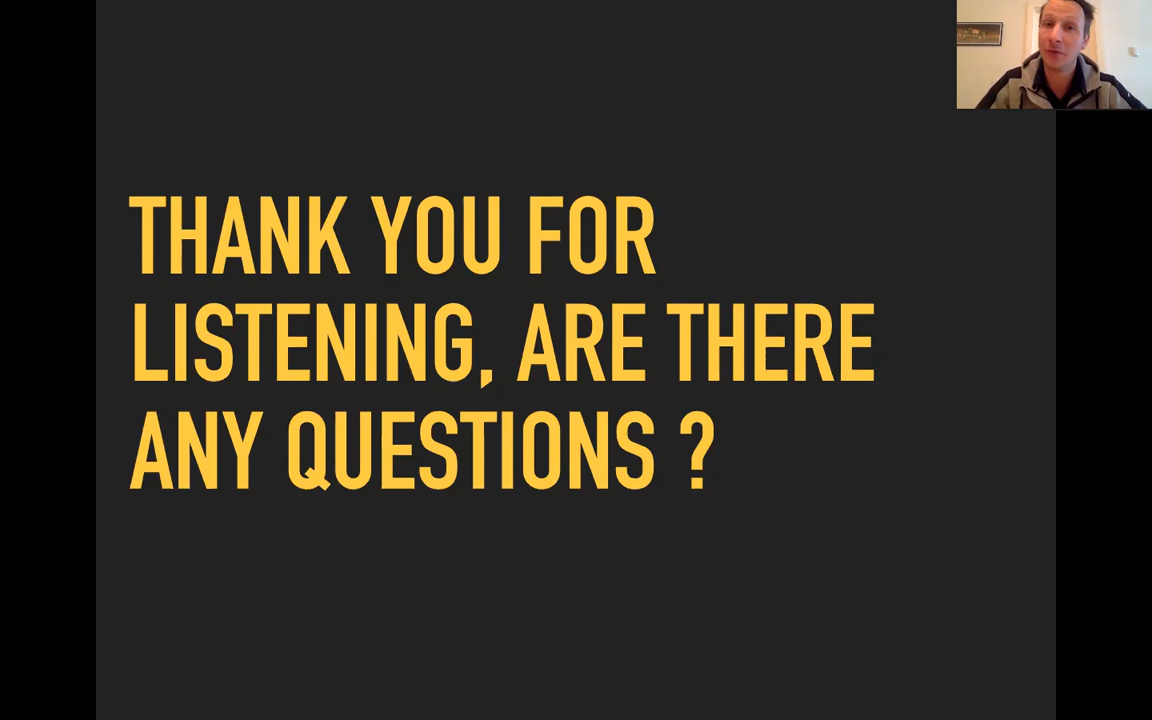 THANK YOU FOR
LISTENING, ARE THERE
ANY QUESTIONS ?